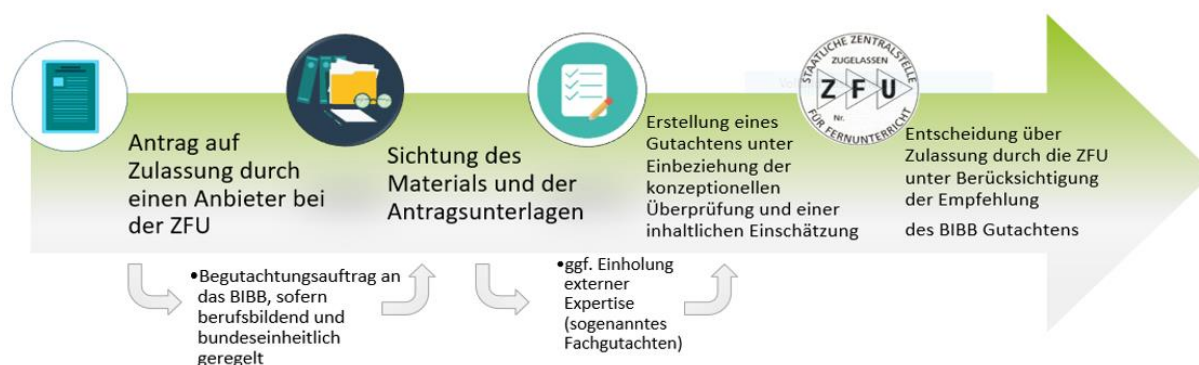 Antrag auf
Zulassung durch
einen Anbieter bei
der ZFU
•Begutachtungsauftrag an
das BIBB, sofern
berufsbildend und
bundeseinheitlich
geregelt
Sichtung des
Materials und der
Antragsunterlagen
•ggf. Einholung
externer
Expertise
(sogenanntes
Fachgutachten)
Erstellung eines
Gutachtens unter
Einbeziehung der
konzeptionellen
Überprüfung und einer
inhaltlichen Einschätzung
STAATLICHE ZENTRALSTELLE
ZUGELASSEN
Z F U
Nr.
FÜR FERNUNTERRICHT
Entscheidung über
Zulassung durch die ZFU
unter Berücksichtigung
der Empfehlung
des BIBB Gutachtens